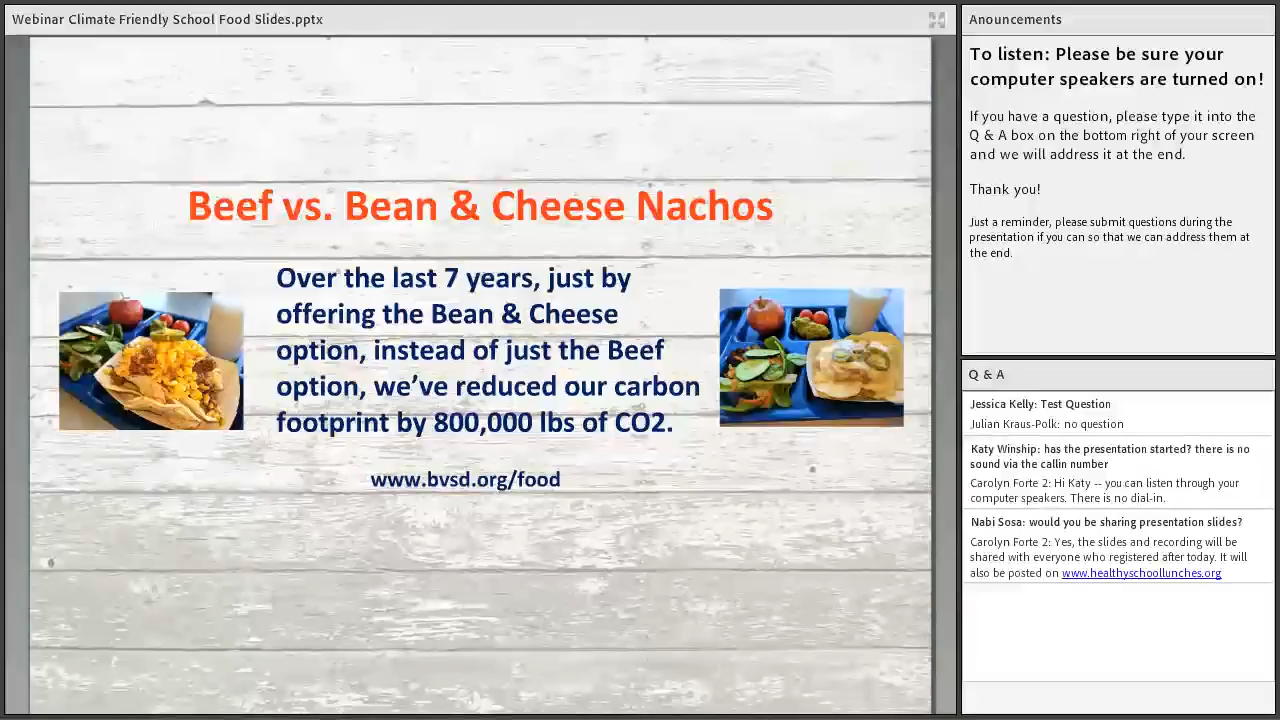 Webinar Climate Friendly School Food Slides.pptx
Beef vs. Bean & Cheese Nachos
Over the last 7 years, just by
offering the Bean & Cheese
option, instead of just the Beef
option, we’ve reduced our carbon
footprint by 800,000 lbs of CO2.
www.bvsd.org/food
Anouncements
To listen: Please be sure your
computer speakers are turned on!
If you have a question, please type it into the
Q & A box on the bottom right of your screen
and we will address it at the end.
Thank you!
Just a reminder, please submit questions during the
presentation if you can so that we can address them at
the end.
Q & A
Jessica Kelly: Test Question
Julian Kraus-Polk: no question
Katy Winship: has the presentation started? there is no
sound via the callin number
Carolyn Forte 2: Hi Katy -- you can listen through your
computer speakers. There is no dial-in.
Nabi Sosa: would you be sharing presentation slides?
Carolyn Forte 2: Yes, the slides and recording will be
shared with everyone who registered after today. It will
also be posted on www.healthyschoollunches.org